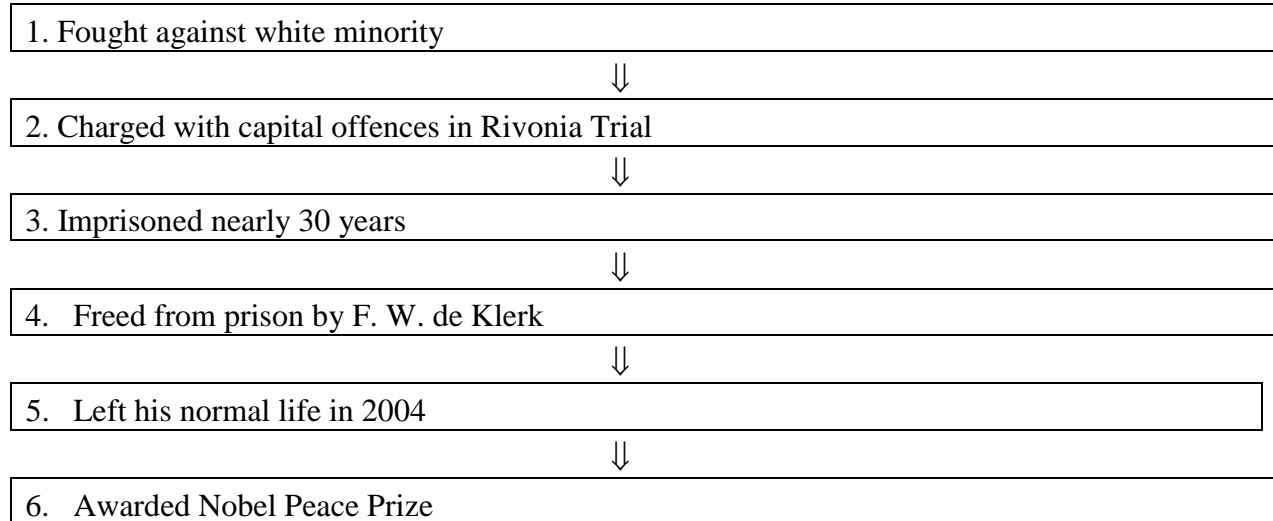 1. Fought against white minority
⇓
2. Charged with capital offences in Rivonia Trial
⇓
3. Imprisoned nearly 30 years
⇓
4. Freed from prison by F. W. de Klerk
⇓
5. Left his normal life in 2004
⇓
6. Awarded Nobel Peace Prize